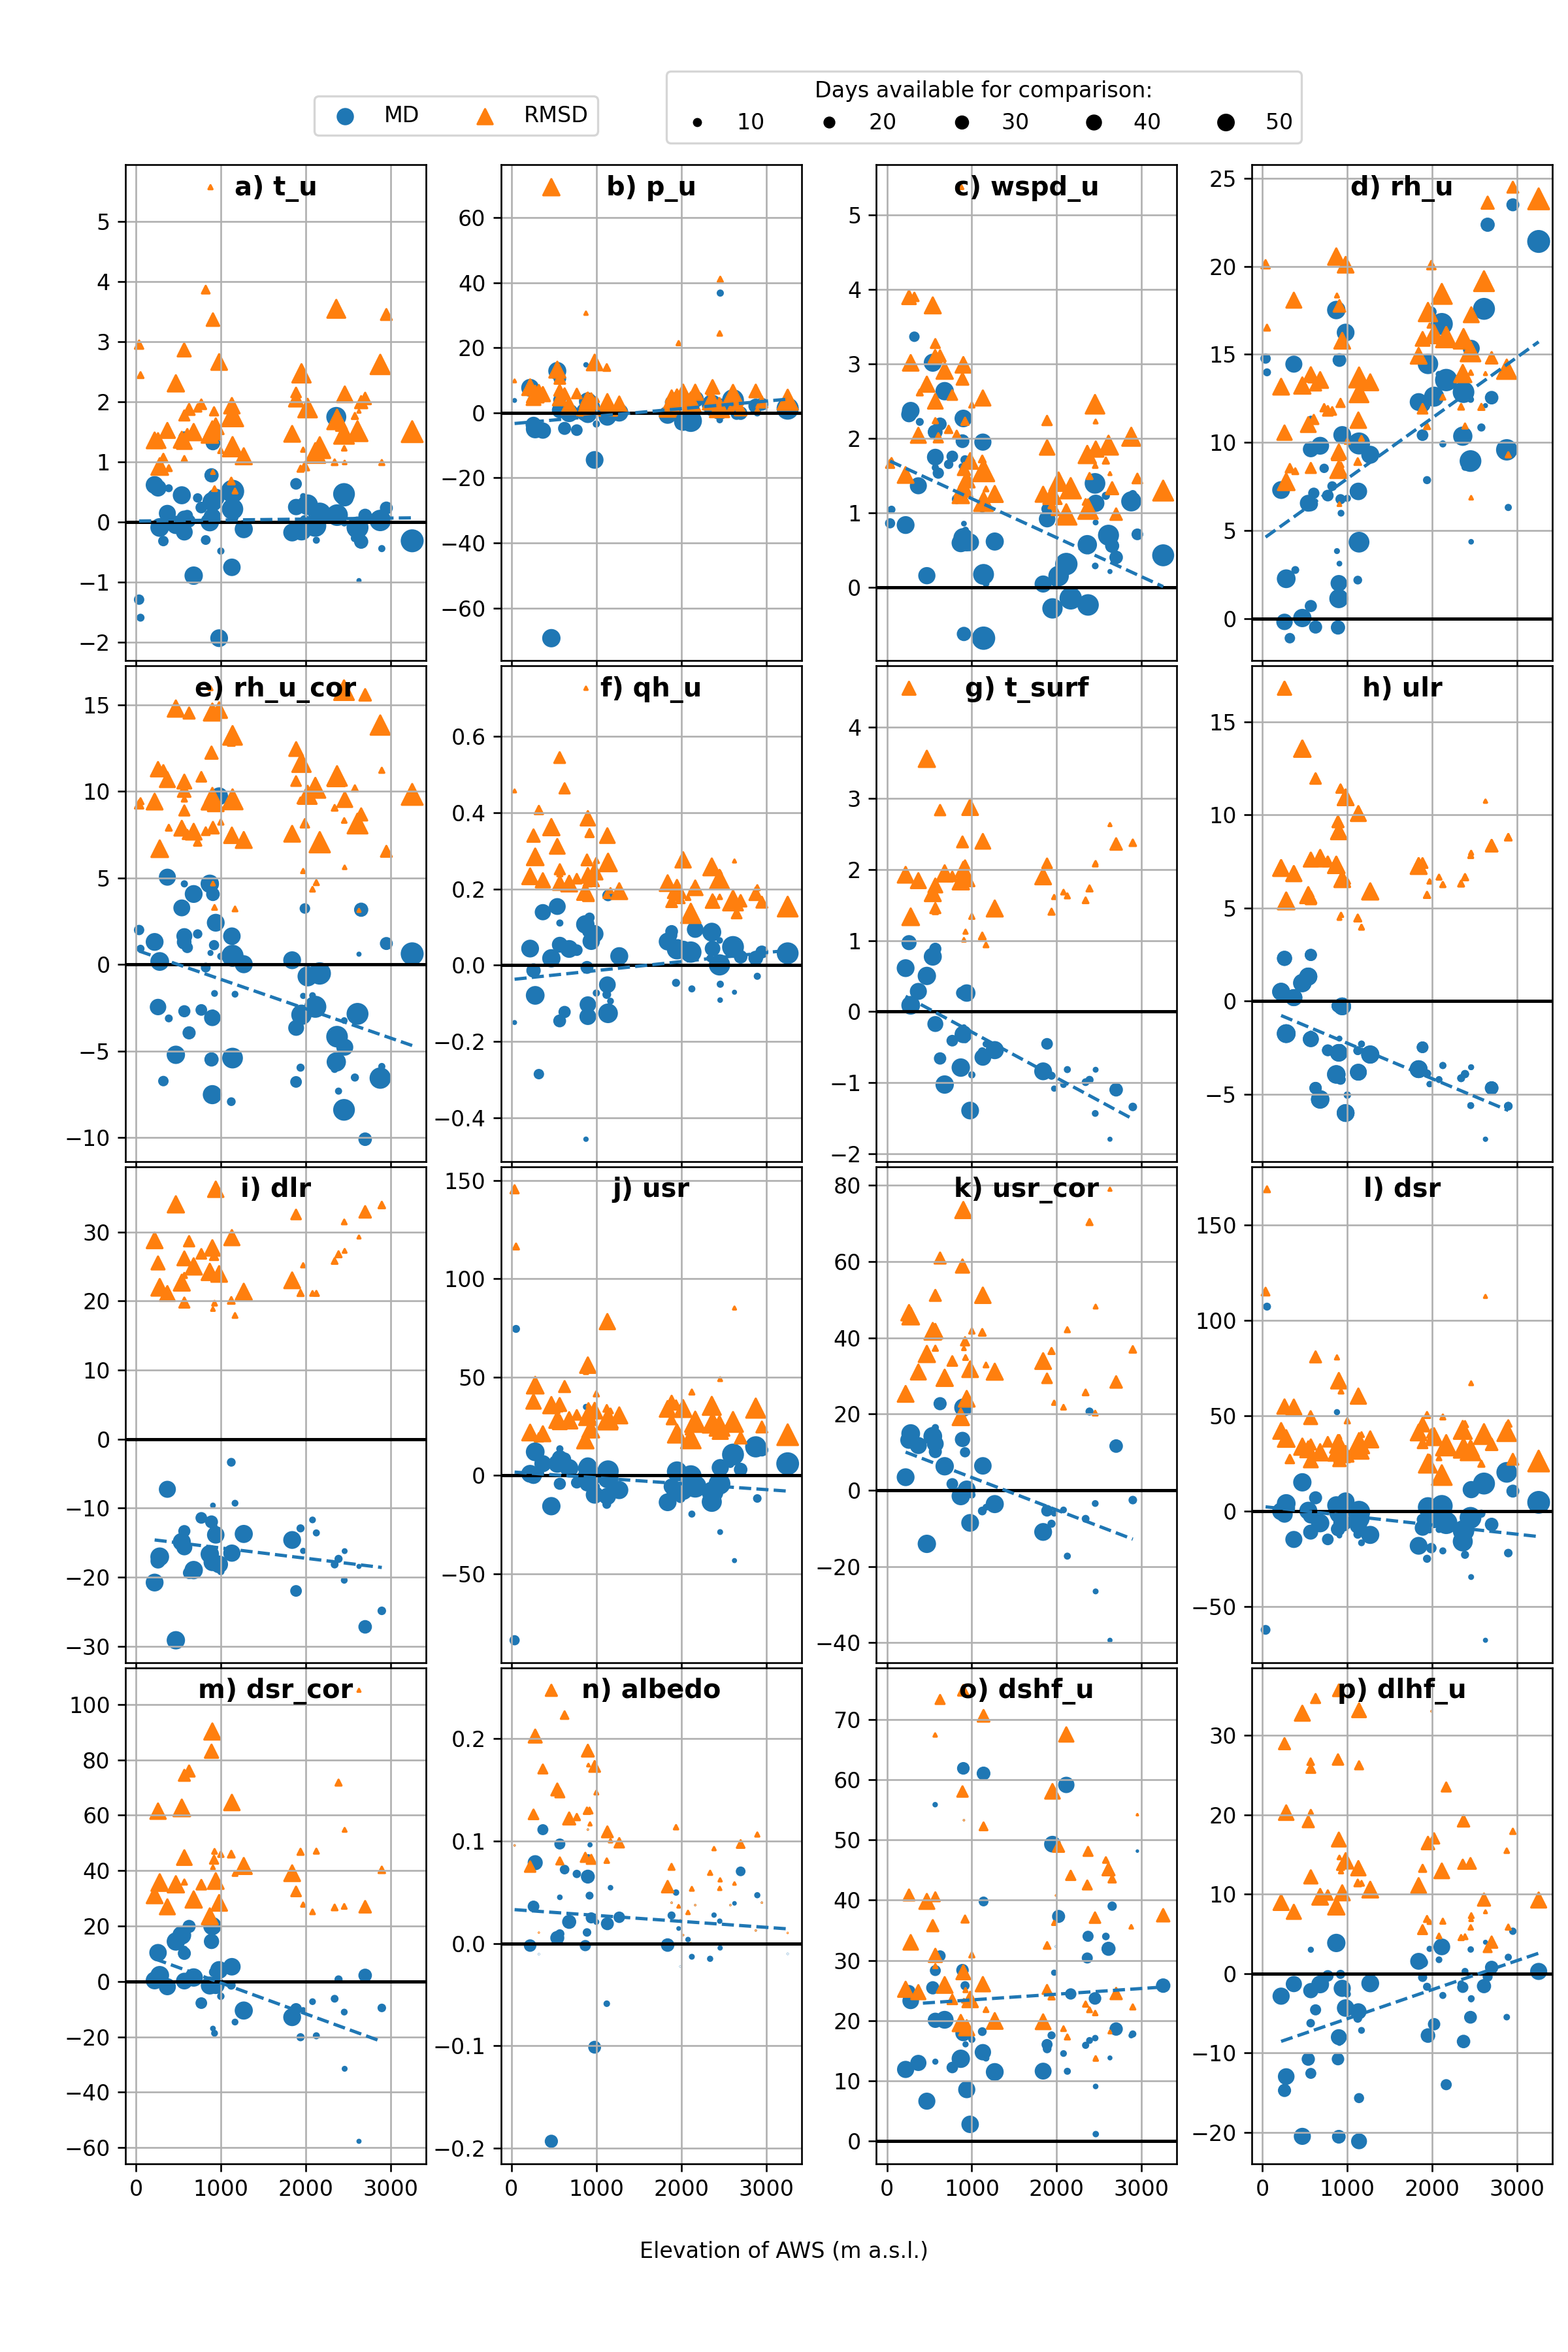 Days available for comparison:
MD RMSD 10 20 30 40 50
a) t_u b) p_u c) wspd_u d) rh_u
5 4 3 2 1 0 −1 −2
60 40 20 0 −20 −40 −60
5 4 3 2 1 0
25 20 15 10 5 0
e) rh_u_cor f) qh_u g) t_surf h) ulr
15 10 5 0 −5 −10
0.6 0.4 0.2 0.0 −0.2 −0.4
4 3 2 1 0 −1 −2
15 10 5 0 −5
i) dlr j) usr k) usr_cor l) dsr
30 20 10 0 −10 −20 −30
150 100 50 0 −50
80 60 40 20 0 −20 −40
150 100 50 0 −50
m) dsr_cor n) albedo o) dshf_u p) dlhf_u
100 80 60 40 20 0 −20 −40 −60
0.2 0.1 0.0 −0.1 −0.2
70 60 50 40 30 20 10 0
30 20 10 0 −10 −20
0 1000 2000 3000 0 1000 2000 3000 0 1000 2000 3000 0 1000 2000 3000
Elevation of AWS (m a.s.l.)